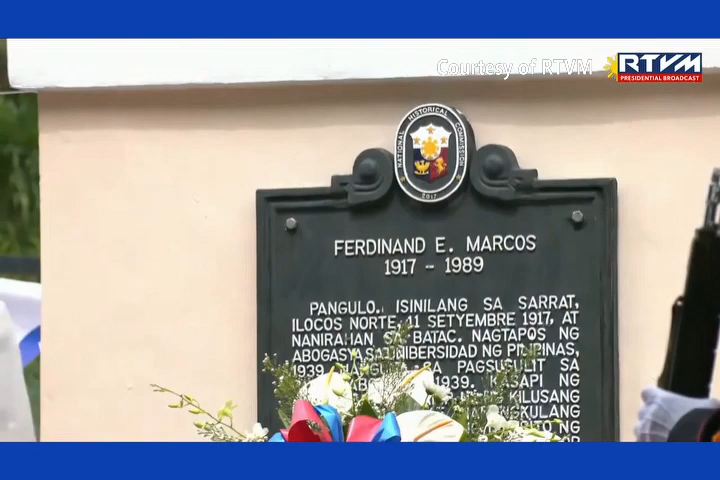 Courtesy of RTVM
RTVM
PRESIDENTIAL BROADCAST
NATIONAL HISTORICAL COMMISSION
2017
FERDINAND E. MARCOS
1917 - 1989
PANGULO. ISINILANG SA SARRAT,
ILOCOS NORTE, 11 SETYEMBRE 1917, AT
NANIRAHAN SA BATAC. NAGTAPOS NG
ABOGASYA SA UNIBERSIDAD NG PILIPINAS,
1939 SA PAGSUSULIT SA
1939. KASAPI NG
KILUSANG
NG